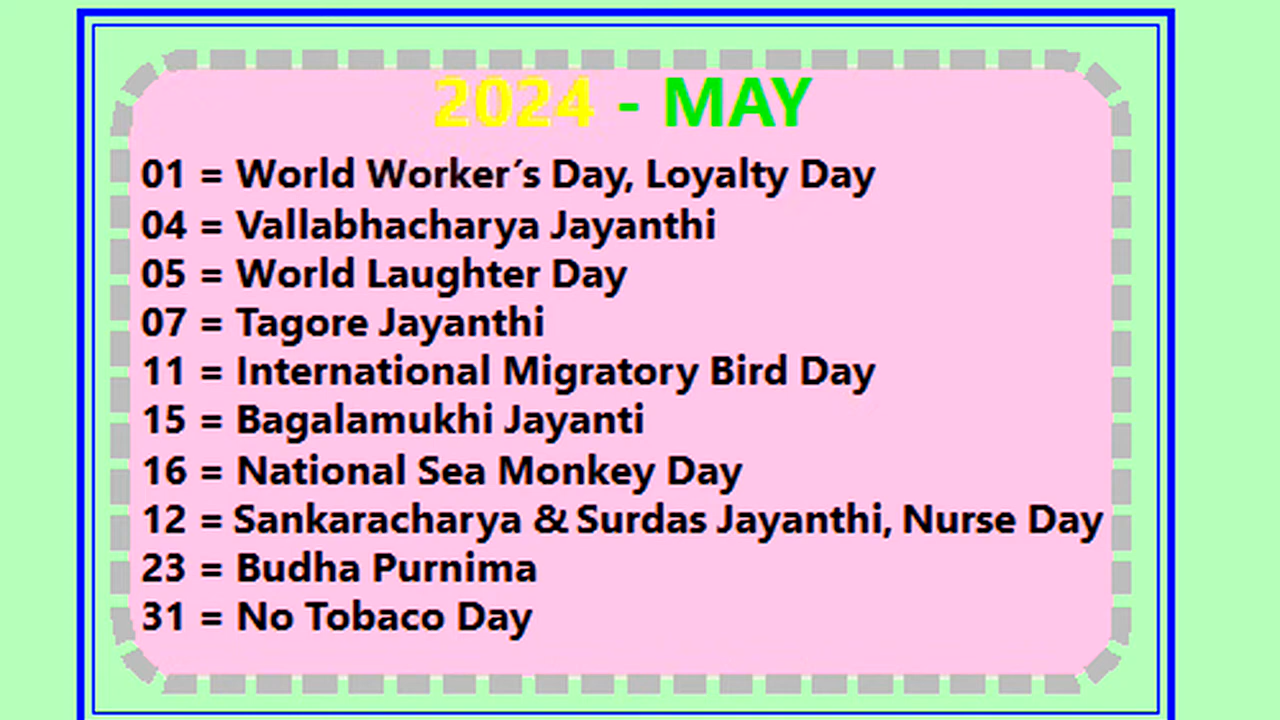 2024 - MAY
01 = World Worker´s Day, Loyalty Day
04 = Vallabhacharya Jayanthi
05 = World Laughter Day
07 = Tagore Jayanthi
11 = International Migratory Bird Day
15 = Bagalamukhi Jayanti
16 = National Sea Monkey Day
12 = Sankaracharya & Surdas Jayanthi, Nurse Day
23 = Budha Purnima
31 = No Tobaco Day